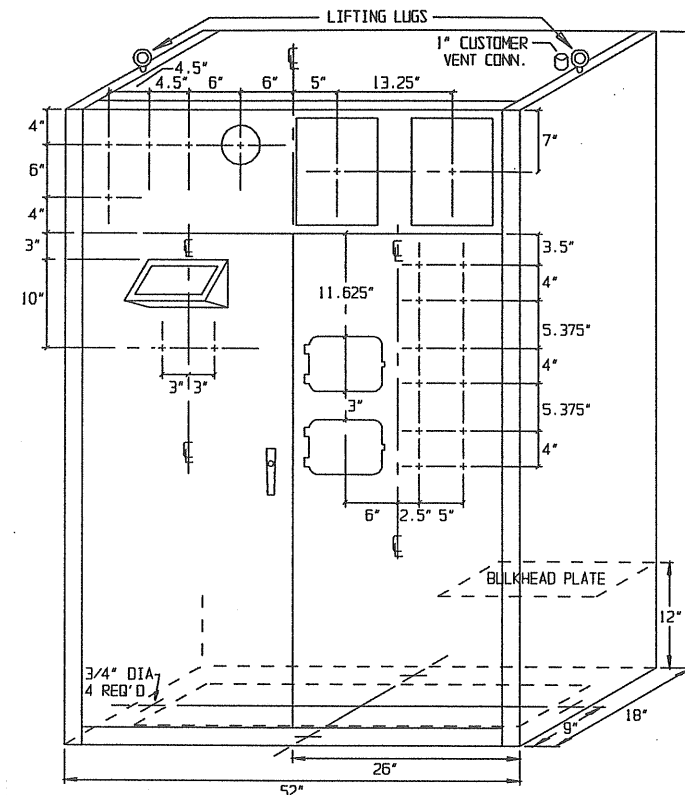 LIFTING LUGS
1" CUSTOMER
VENT CONN.
4.5"
4.5" 6" 6" 5" 13.25"
4"
7"
6"
4"
3"
3.5"
4"
11.625"
10"
5.375"
4"
3" 3"
3"
5.375"
4"
6" 2.5" 5"
BULKHEAD PLATE
12"
3/4" DIA
4 REQ'D
18"
9"
26"
52"